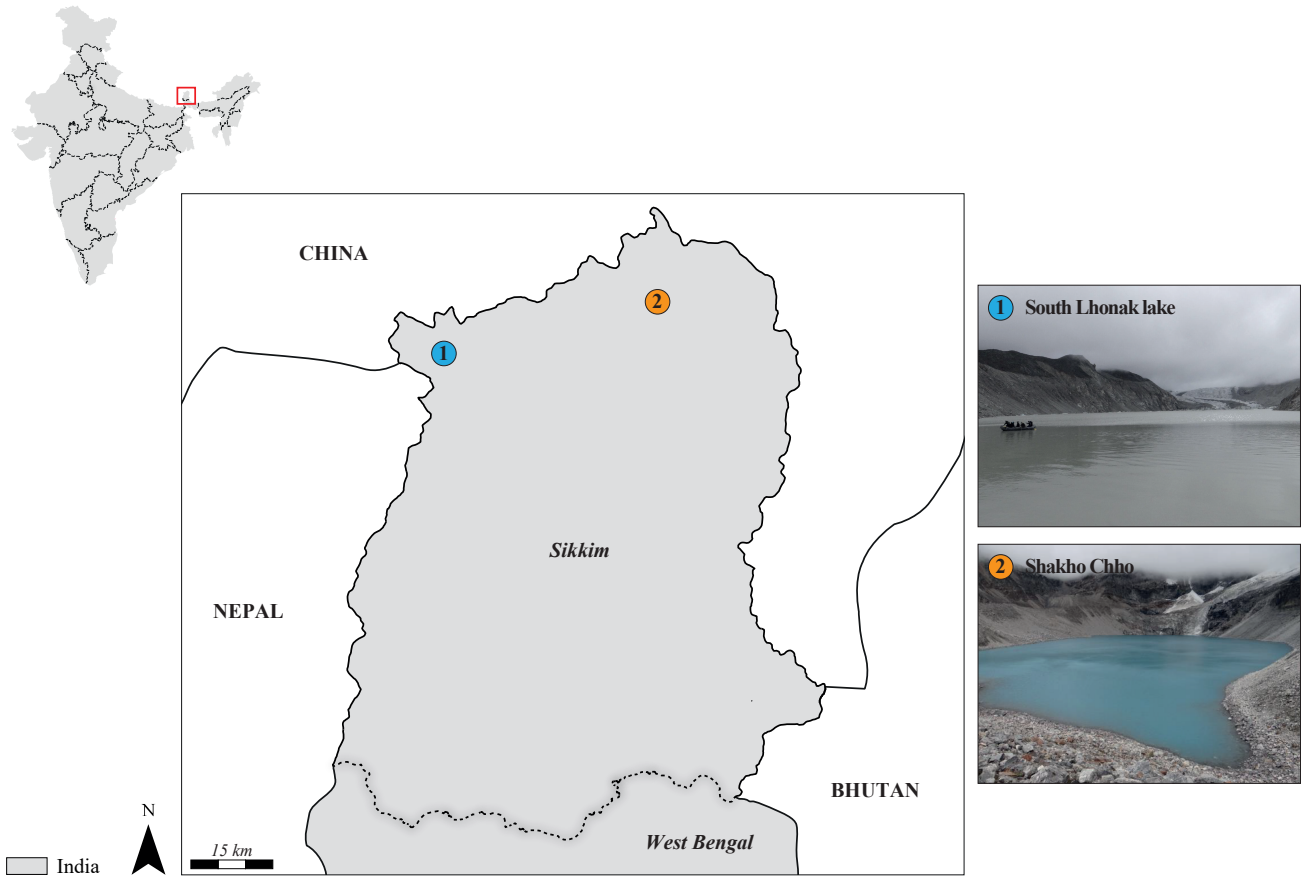 CHINA
2
1
1 South Lhonak lake
Sikkim
2 Shakho Chho
NEPAL
BHUTAN
N
West Bengal
15 km
India